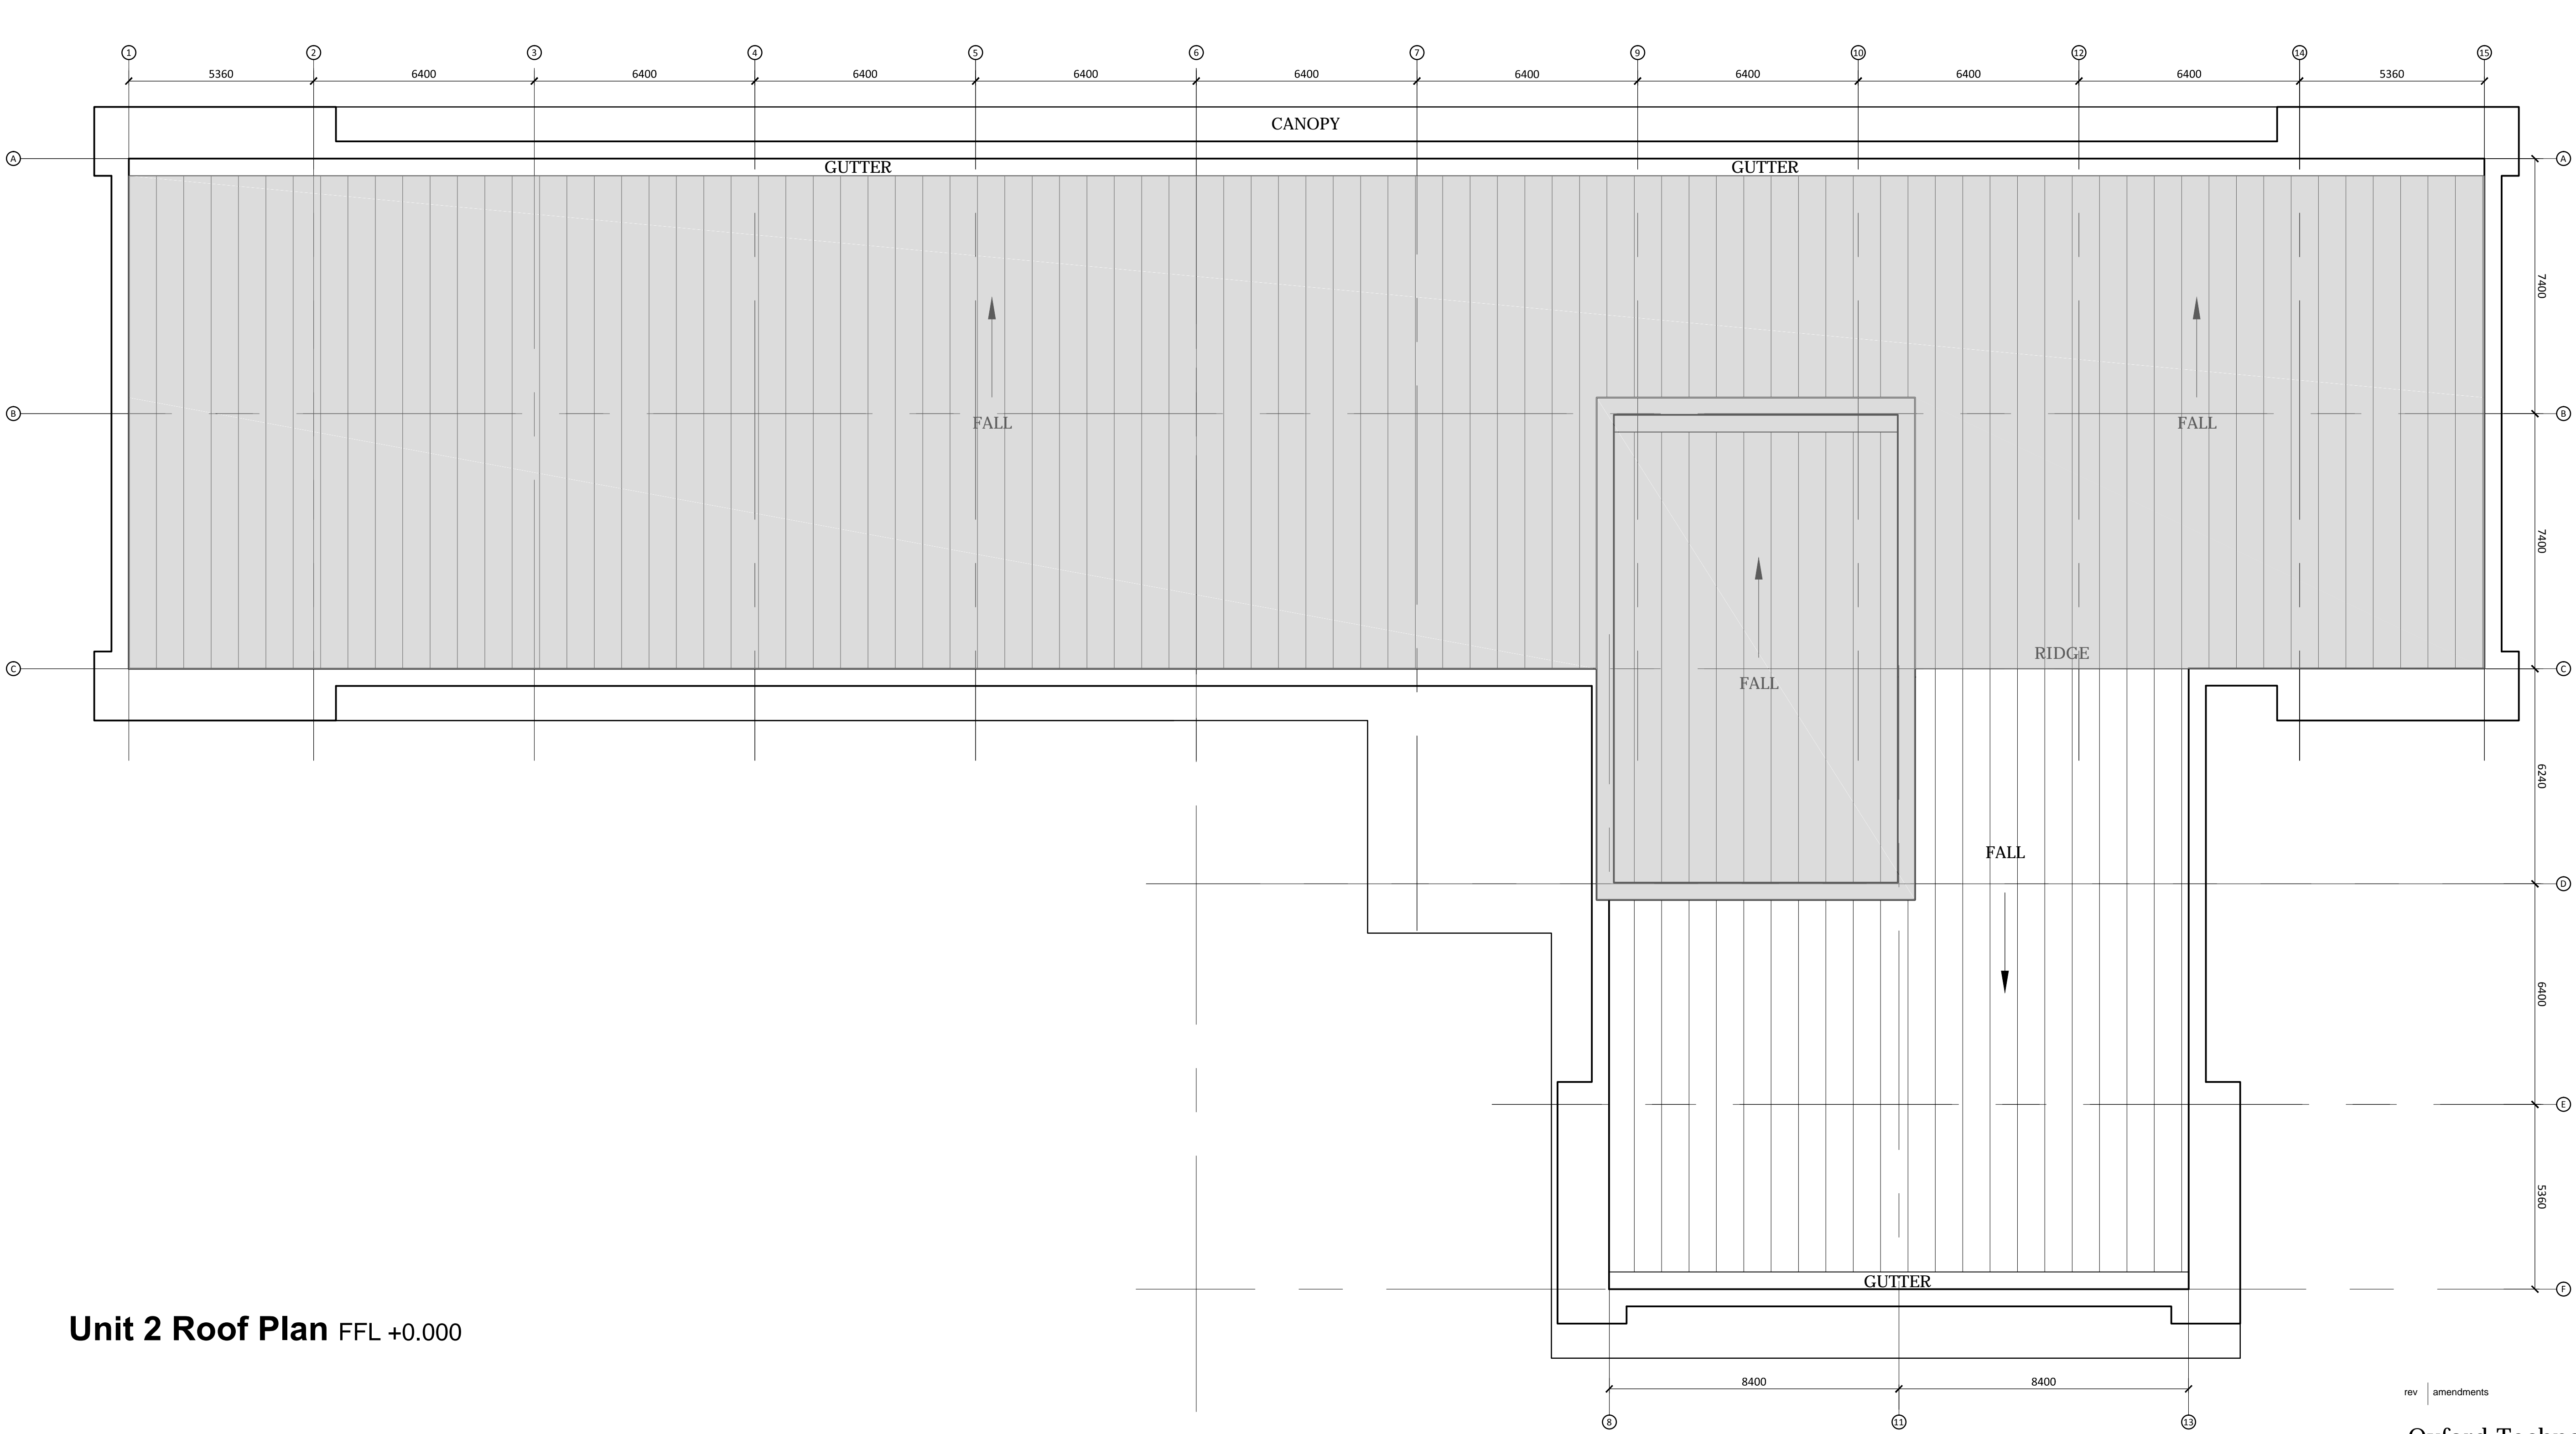 1 2 3 4 5 6 7 9 10 12 14 15
5360 6400 6400 6400 6400 6400 6400 6400 6400 6400 5360
CANOPY
A A
GUTTER GUTTER
7400
B B
FALL FALL
7400
RIDGE
C C
FALL
6240
FALL
D
6400
E
5360
GUTTER
F
Unit 2 Roof Plan FFL +0.000
8400 8400
rev amendments
8 11 13